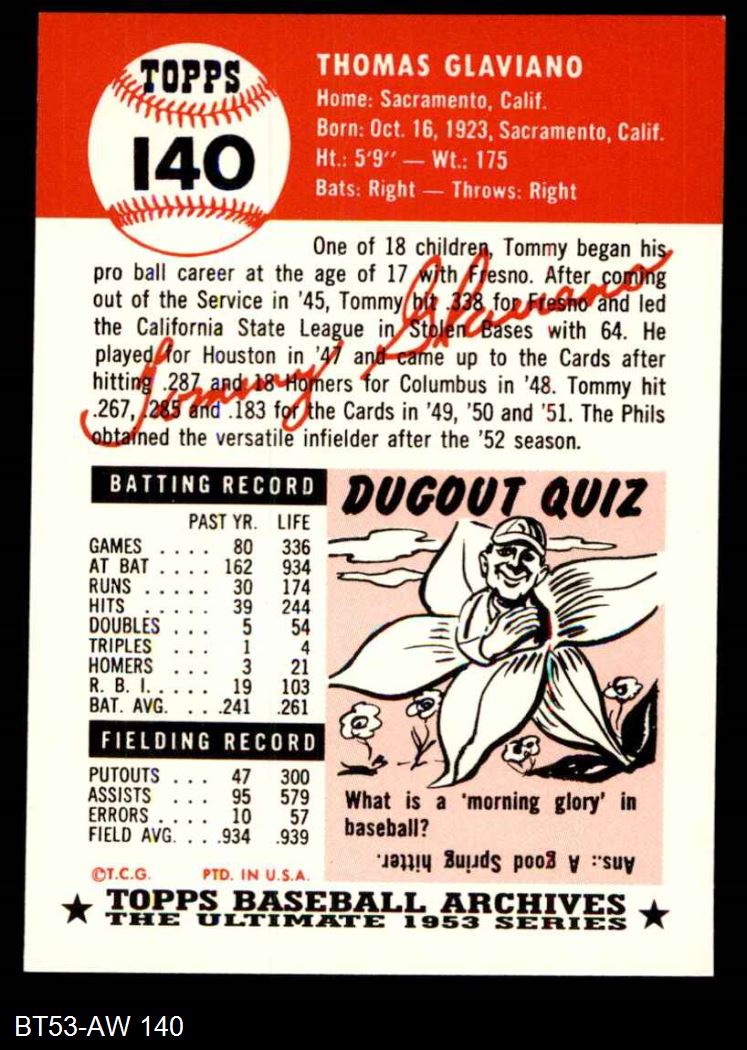 TOPPS
140
THOMAS GLAVIANO
Home: Sacramento, Calif.
Born: Oct. 16, 1923, Sacramento, Calif.
Ht.: 5'9" — Wt.: 175
Bats: Right — Throws: Right
One of 18 children, Tommy began his
pro ball career at the age of 17 with Fresno. After coming
out of the Service in '45, Tommy hit .338 for Fresno and led
the California State League in Stolen Bases with 64. He
played for Houston in '47 and came up to the Cards after
hitting .287 and 18 Homers for Columbus in '48. Tommy hit
.267, .285 and .183 for the Cards in '49, '50 and '51. The Phils
obtained the versatile infielder after the '52 season.
Tommy Glaviano
BATTING RECORD
PAST YR. LIFE
GAMES .... 80 336
AT BAT .... 162 934
RUNS .... 30 174
HITS ..... 39 244
DOUBLES ... 5 54
TRIPLES ... 1 4
HOMERS ... 3 21
R. B. I..... 19 103
BAT. AVG. ... .241 .261
FIELDING RECORD
PUTOUTS ... 47 300
ASSISTS ... 95 579
ERRORS .... 10 57
FIELD AVG. ... .934 .939
©T.C.G. PTD. IN U.S.A.
DUGOUT QUIZ
What is a 'morning glory' in
baseball?
Ans.: A good Spring hitter.
★ TOPPS BASEBALL ARCHIVES ★
THE ULTIMATE 1953 SERIES
BT53-AW 140